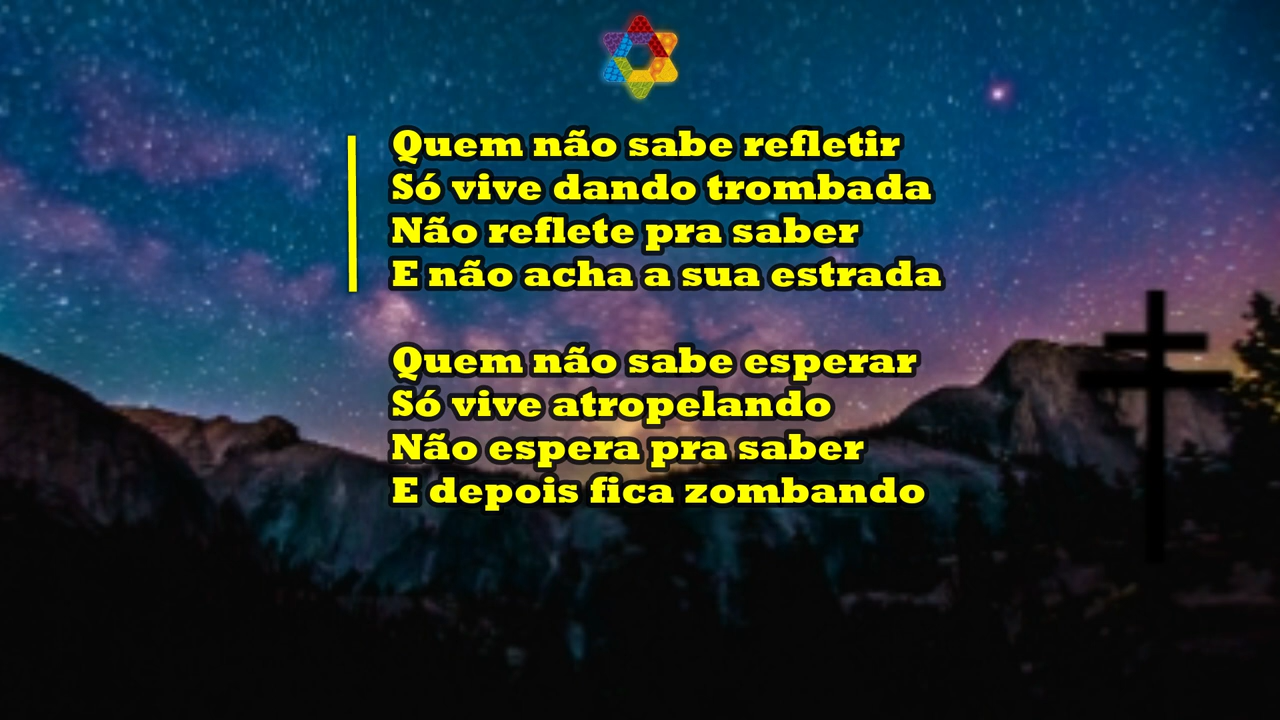 Quem não sabe refletir
Só vive dando trombada
Não reflete pra saber
E não acha a sua estrada
Quem não sabe esperar
Só vive atropelando
Não espera pra saber
E depois fica zombando